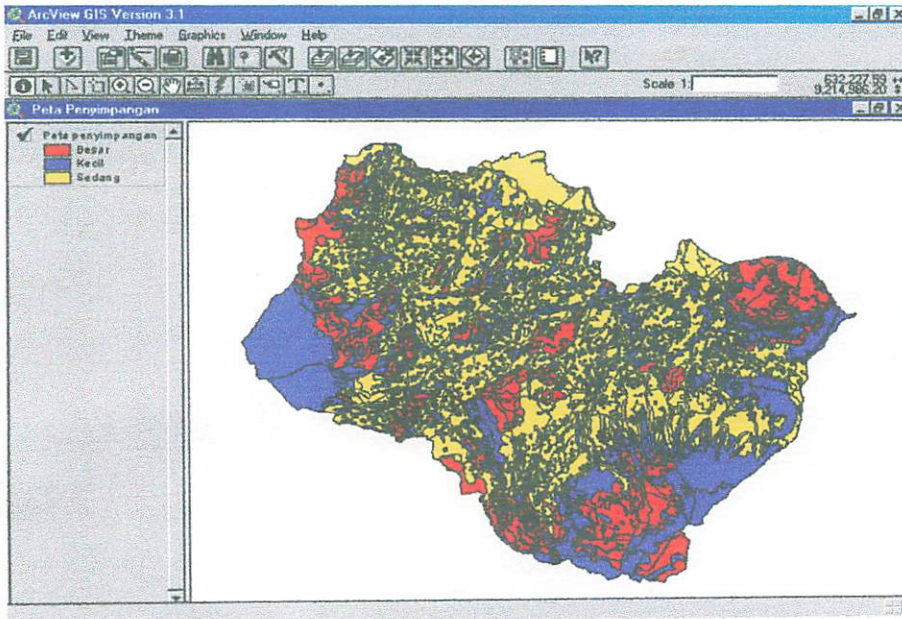 ArcView GIS Version 3.1
File Edit View Theme Graphics Window Help
Scale 1:
632,227.59
9,214,986.20
Peta Penyimpangan
Peta penyimpangan
Besar
Kecil
Sedang